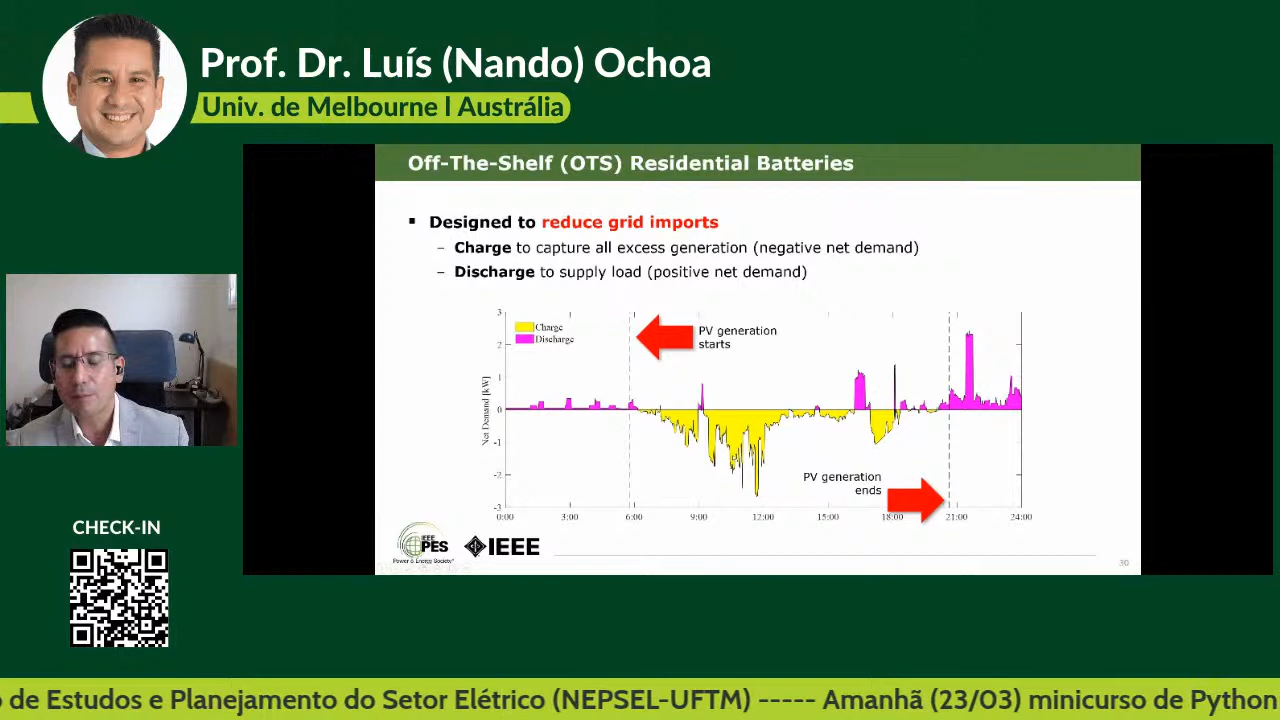 Prof. Dr. Luís (Nando) Ochoa
Univ. de Melbourne I Austrália
Off-The-Shelf (OTS) Residential Batteries
▪ Designed to reduce grid imports
– Charge to capture all excess generation (negative net demand)
– Discharge to supply load (positive net demand)
Charge
Discharge
PV generation
starts
PV generation
ends
Net Demand [kW]
3
2
1
0
-1
-2
-3
0:00 3:00 6:00 9:00 12:00 15:00 18:00 21:00 24:00
IEEE
PES
Power & Energy Society®
IEEE
30
CHECK-IN
o de Estudos e Planejamento do Setor Elétrico (NEPSEL-UFTM) ----- Amanhã (23/03) minicurso de Python